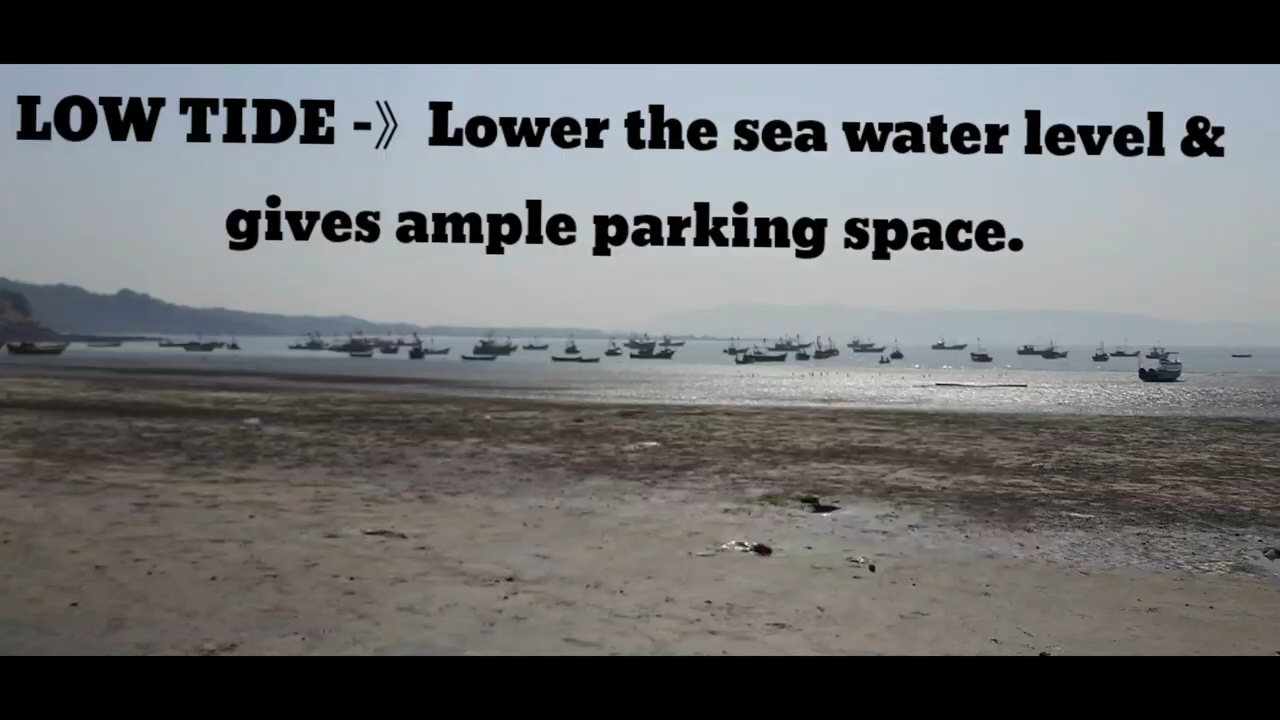 LOW TIDE -》 Lower the sea water level &
gives ample parking space.